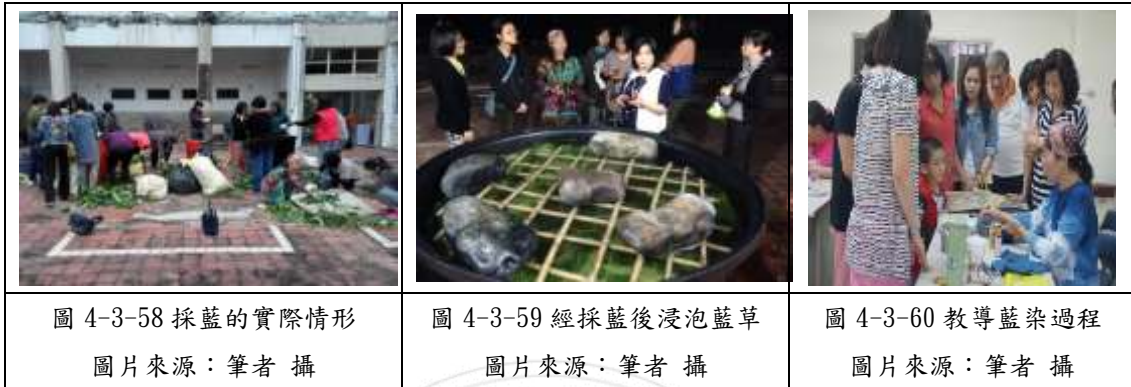 圖 4-3-58 採藍的實際情形
圖片來源：筆者 攝
圖 4-3-59 經採藍後浸泡藍草
圖片來源：筆者 攝
圖 4-3-60 教導藍染過程
圖片來源：筆者 攝